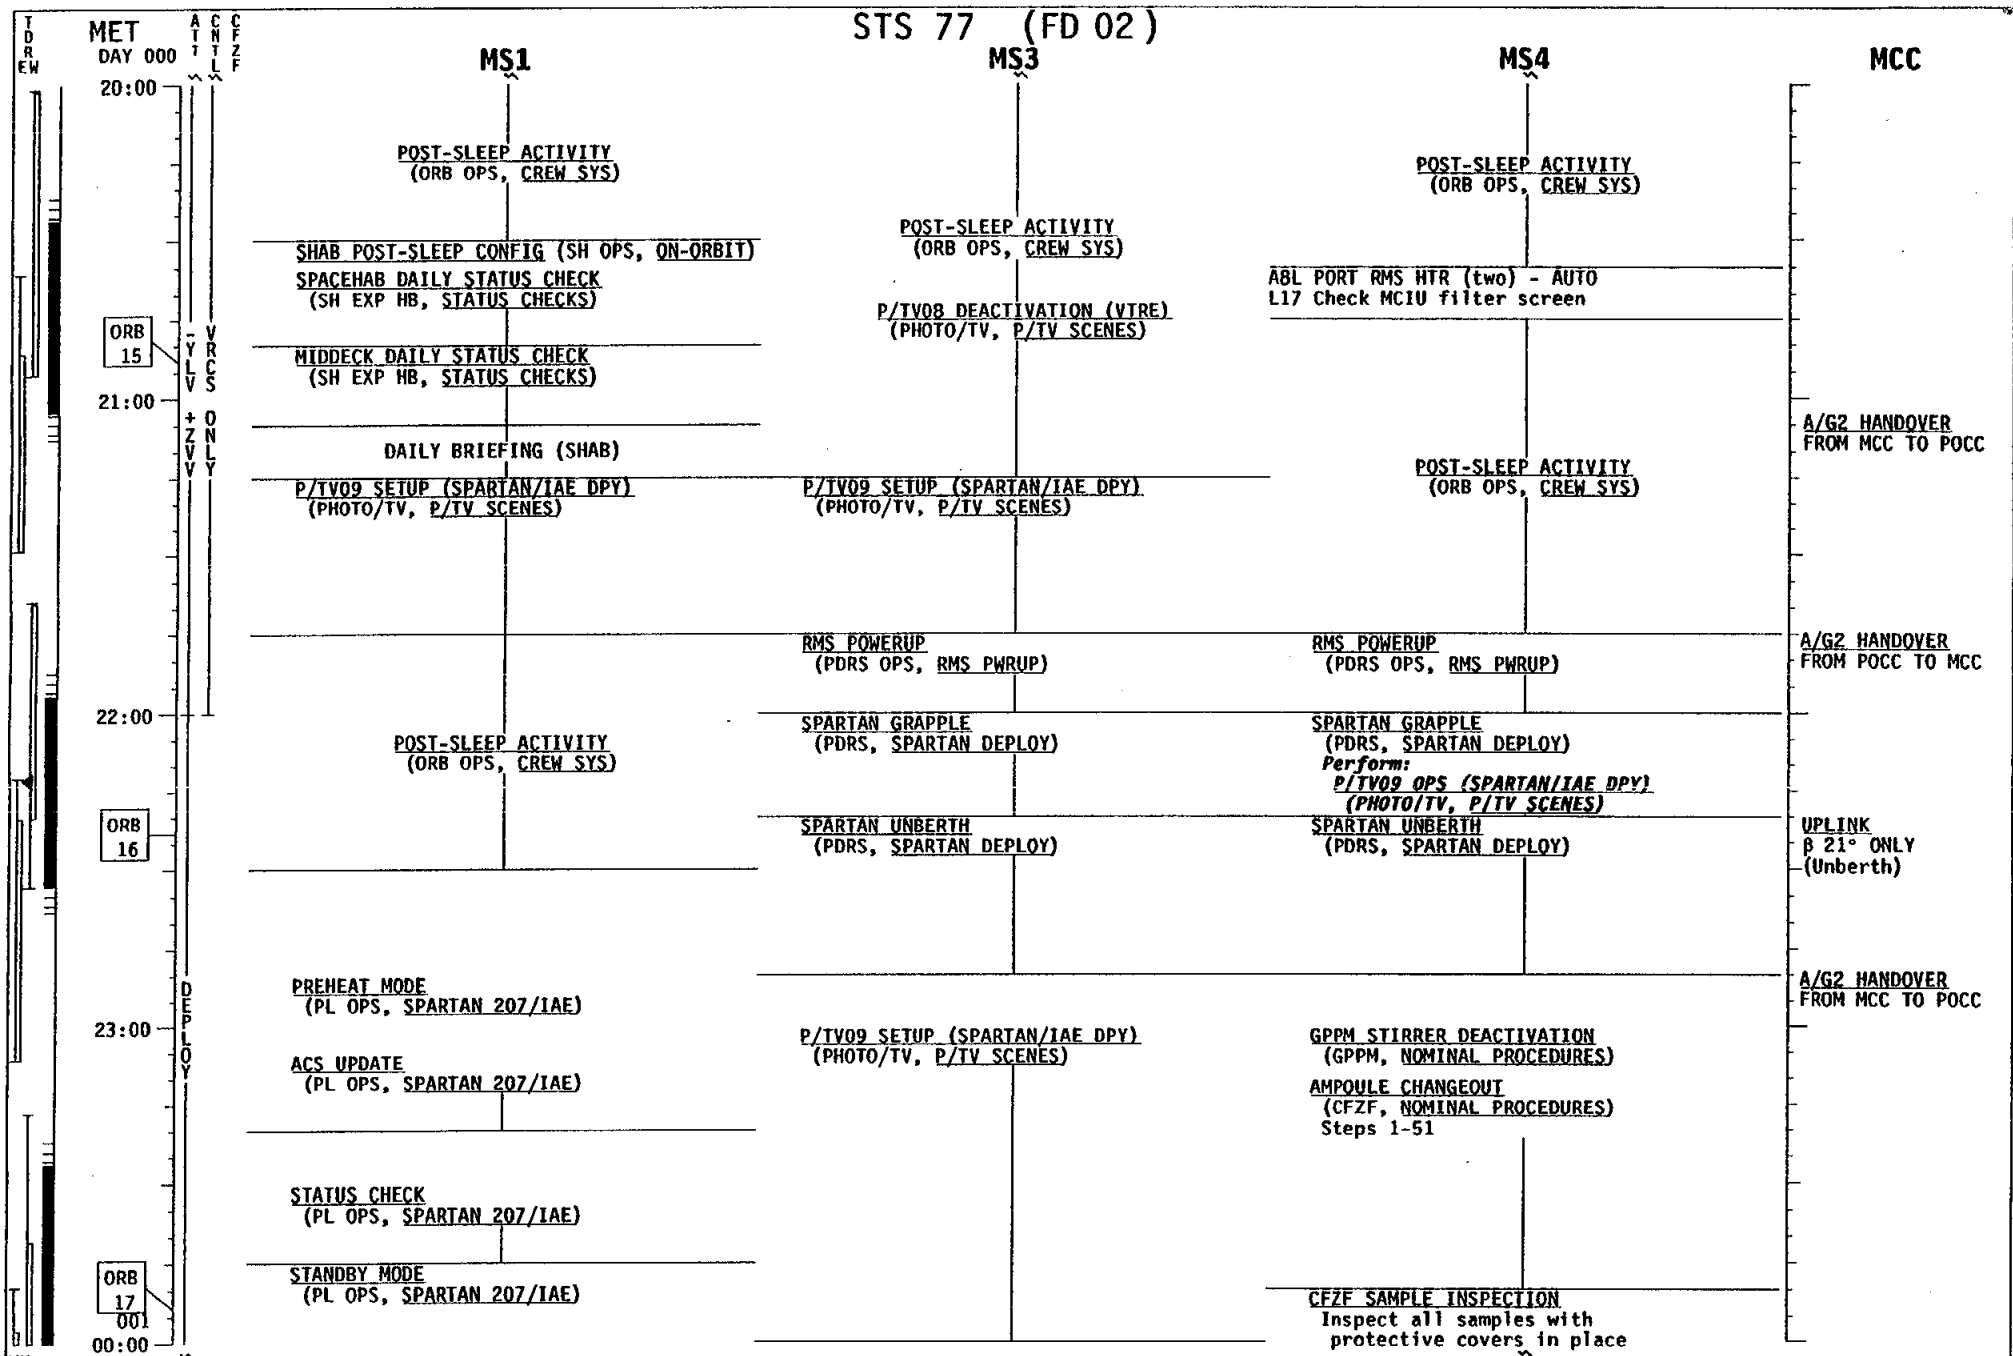 STS 77 (FD 02)
T D R E W
MET
DAY 000
ATT
CNTL
CFZF
MS1
MS3
MS4
MCC
20:00
21:00
22:00
23:00
001
00:00
ORB
15
ORB
16
ORB
17
-YLV +ZVV
VRCS ONLY
DEPLOY
POST-SLEEP ACTIVITY
(ORB OPS, CREW SYS)
SHAB POST-SLEEP CONFIG (SH OPS, ON-ORBIT)
SPACEHAB DAILY STATUS CHECK
(SH EXP HB, STATUS CHECKS)
MIDDECK DAILY STATUS CHECK
(SH EXP HB, STATUS CHECKS)
DAILY BRIEFING (SHAB)
P/TV09 SETUP (SPARTAN/IAE DPY)
(PHOTO/TV, P/TV SCENES)
POST-SLEEP ACTIVITY
(ORB OPS, CREW SYS)
PREHEAT MODE
(PL OPS, SPARTAN 207/IAE)
ACS UPDATE
(PL OPS, SPARTAN 207/IAE)
STATUS CHECK
(PL OPS, SPARTAN 207/IAE)
STANDBY MODE
(PL OPS, SPARTAN 207/IAE)
POST-SLEEP ACTIVITY
(ORB OPS, CREW SYS)
P/TV08 DEACTIVATION (VTRE)
(PHOTO/TV, P/TV SCENES)
P/TV09 SETUP (SPARTAN/IAE DPY)
(PHOTO/TV, P/TV SCENES)
RMS POWERUP
(PDRS OPS, RMS PWRUP)
SPARTAN GRAPPLE
(PDRS, SPARTAN DEPLOY)
SPARTAN UNBERTH
(PDRS, SPARTAN DEPLOY)
P/TV09 SETUP (SPARTAN/IAE DPY)
(PHOTO/TV, P/TV SCENES)
POST-SLEEP ACTIVITY
(ORB OPS, CREW SYS)
A8L PORT RMS HTR (two) - AUTO
L17 Check MCIU filter screen
POST-SLEEP ACTIVITY
(ORB OPS, CREW SYS)
RMS POWERUP
(PDRS OPS, RMS PWRUP)
SPARTAN GRAPPLE
(PDRS, SPARTAN DEPLOY)
Perform:
P/TV09 OPS (SPARTAN/IAE DPY)
(PHOTO/TV, P/TV SCENES)
SPARTAN UNBERTH
(PDRS, SPARTAN DEPLOY)
GPPM STIRRER DEACTIVATION
(GPPM, NOMINAL PROCEDURES)
AMPOULE CHANGEOUT
(CFZF, NOMINAL PROCEDURES)
Steps 1-51
CFZF SAMPLE INSPECTION
Inspect all samples with
protective covers in place
A/G2 HANDOVER
FROM MCC TO POCC
A/G2 HANDOVER
FROM POCC TO MCC
UPLINK
β 21° ONLY
(Unberth)
A/G2 HANDOVER
FROM MCC TO POCC